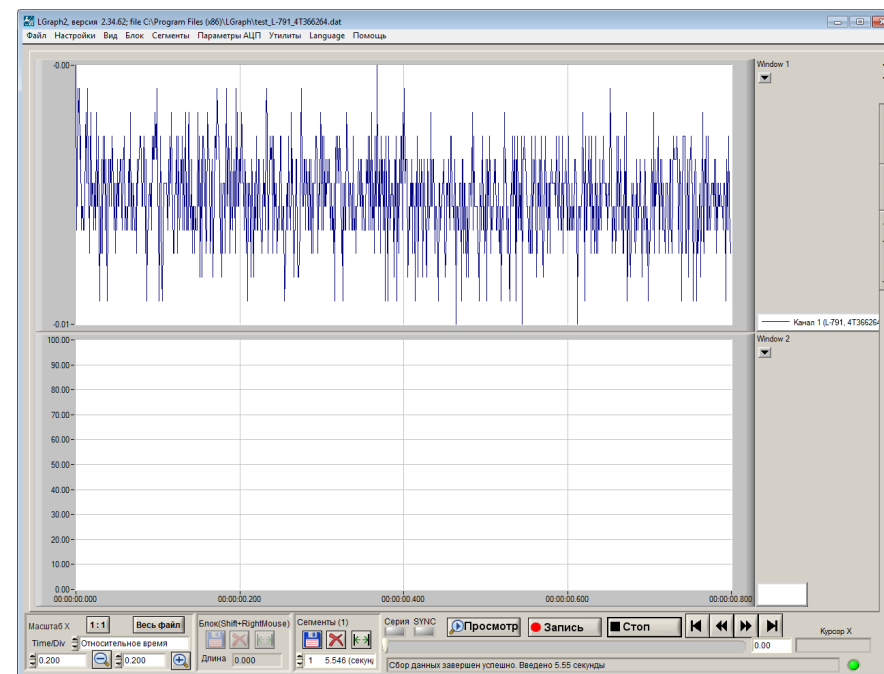 LGraph2, версия 2.34.62; file C:\Program Files (x86)\LGraph\test_L-791_4T366264.dat
Файл Настройки Вид Блок Сегменты Параметры АЦП Утилиты Language Помощь
-0.00
-0.01
Window 1
Канал 1 (L-791, 4T366264
Window 2
100.00
90.00
80.00
70.00
60.00
50.00
40.00
30.00
20.00
10.00
0.00
00:00:00.000 00:00:00.200 00:00:00.400 00:00:00.600 00:00:00.800
Масштаб X 1:1 Весь файл
Time/Div Относительное время
0.200 0.200
Блок(Shift+RightMouse)
Длина 0.000
Сегменты (1)
1 5.546 (секунд
Серия SYNC Просмотр Запись Стоп
Курсор X
0.00
Сбор данных завершен успешно. Введено 5.55 секунды